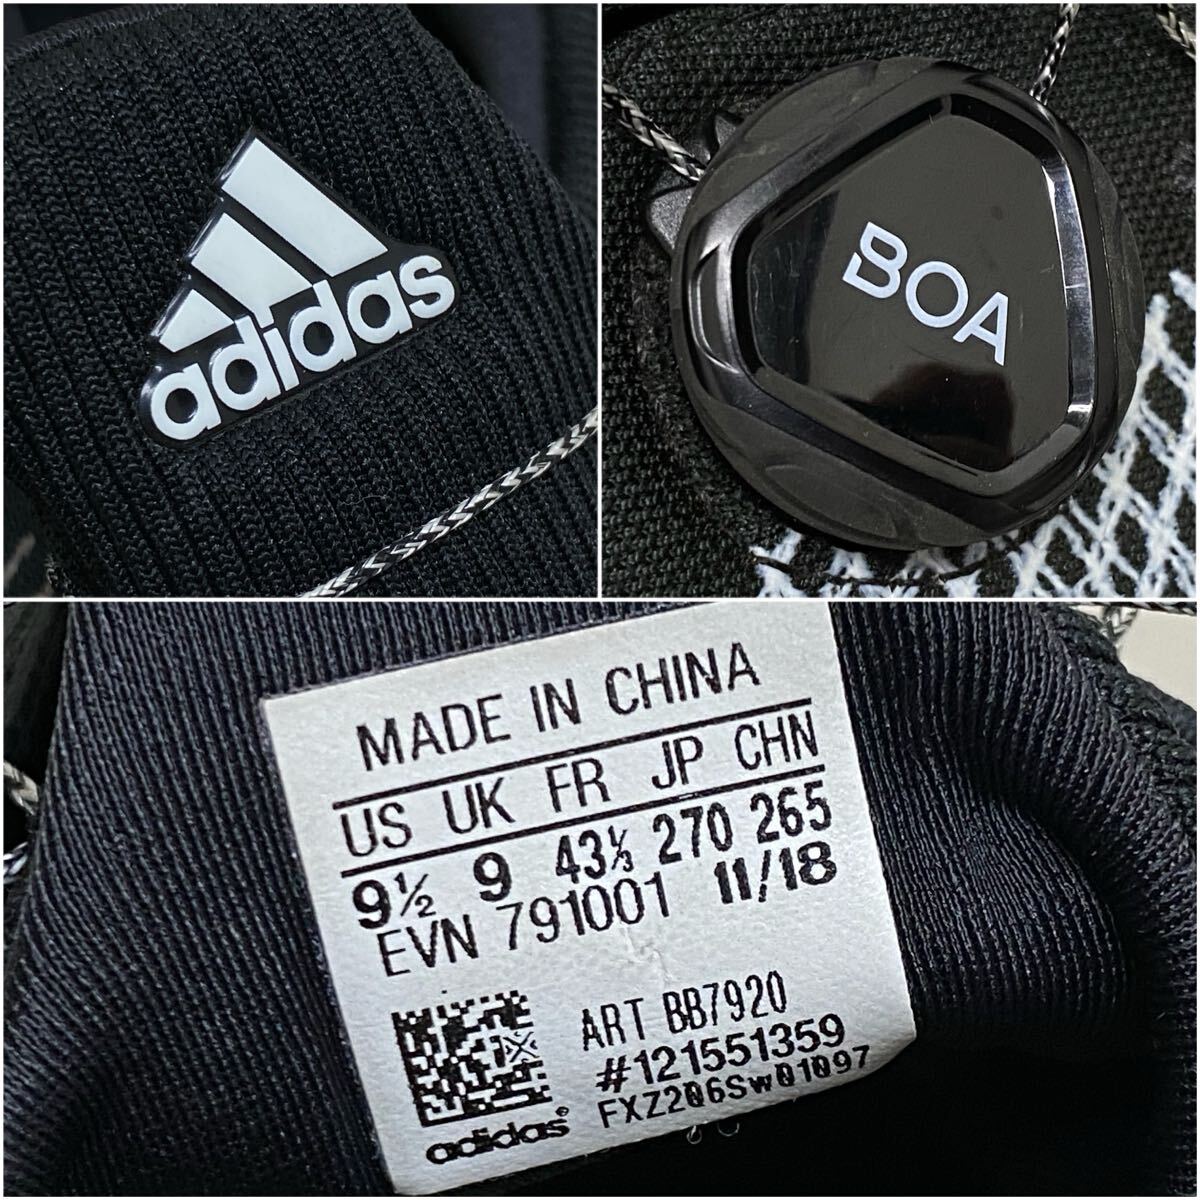 adidas
BOA
MADE IN CHINA
US UK FR JP CHN
9½ 9 43⅓ 270 265
EVN 791001 11/18
ART BB7920
#121551359
FXZ206SW01097
adidas®